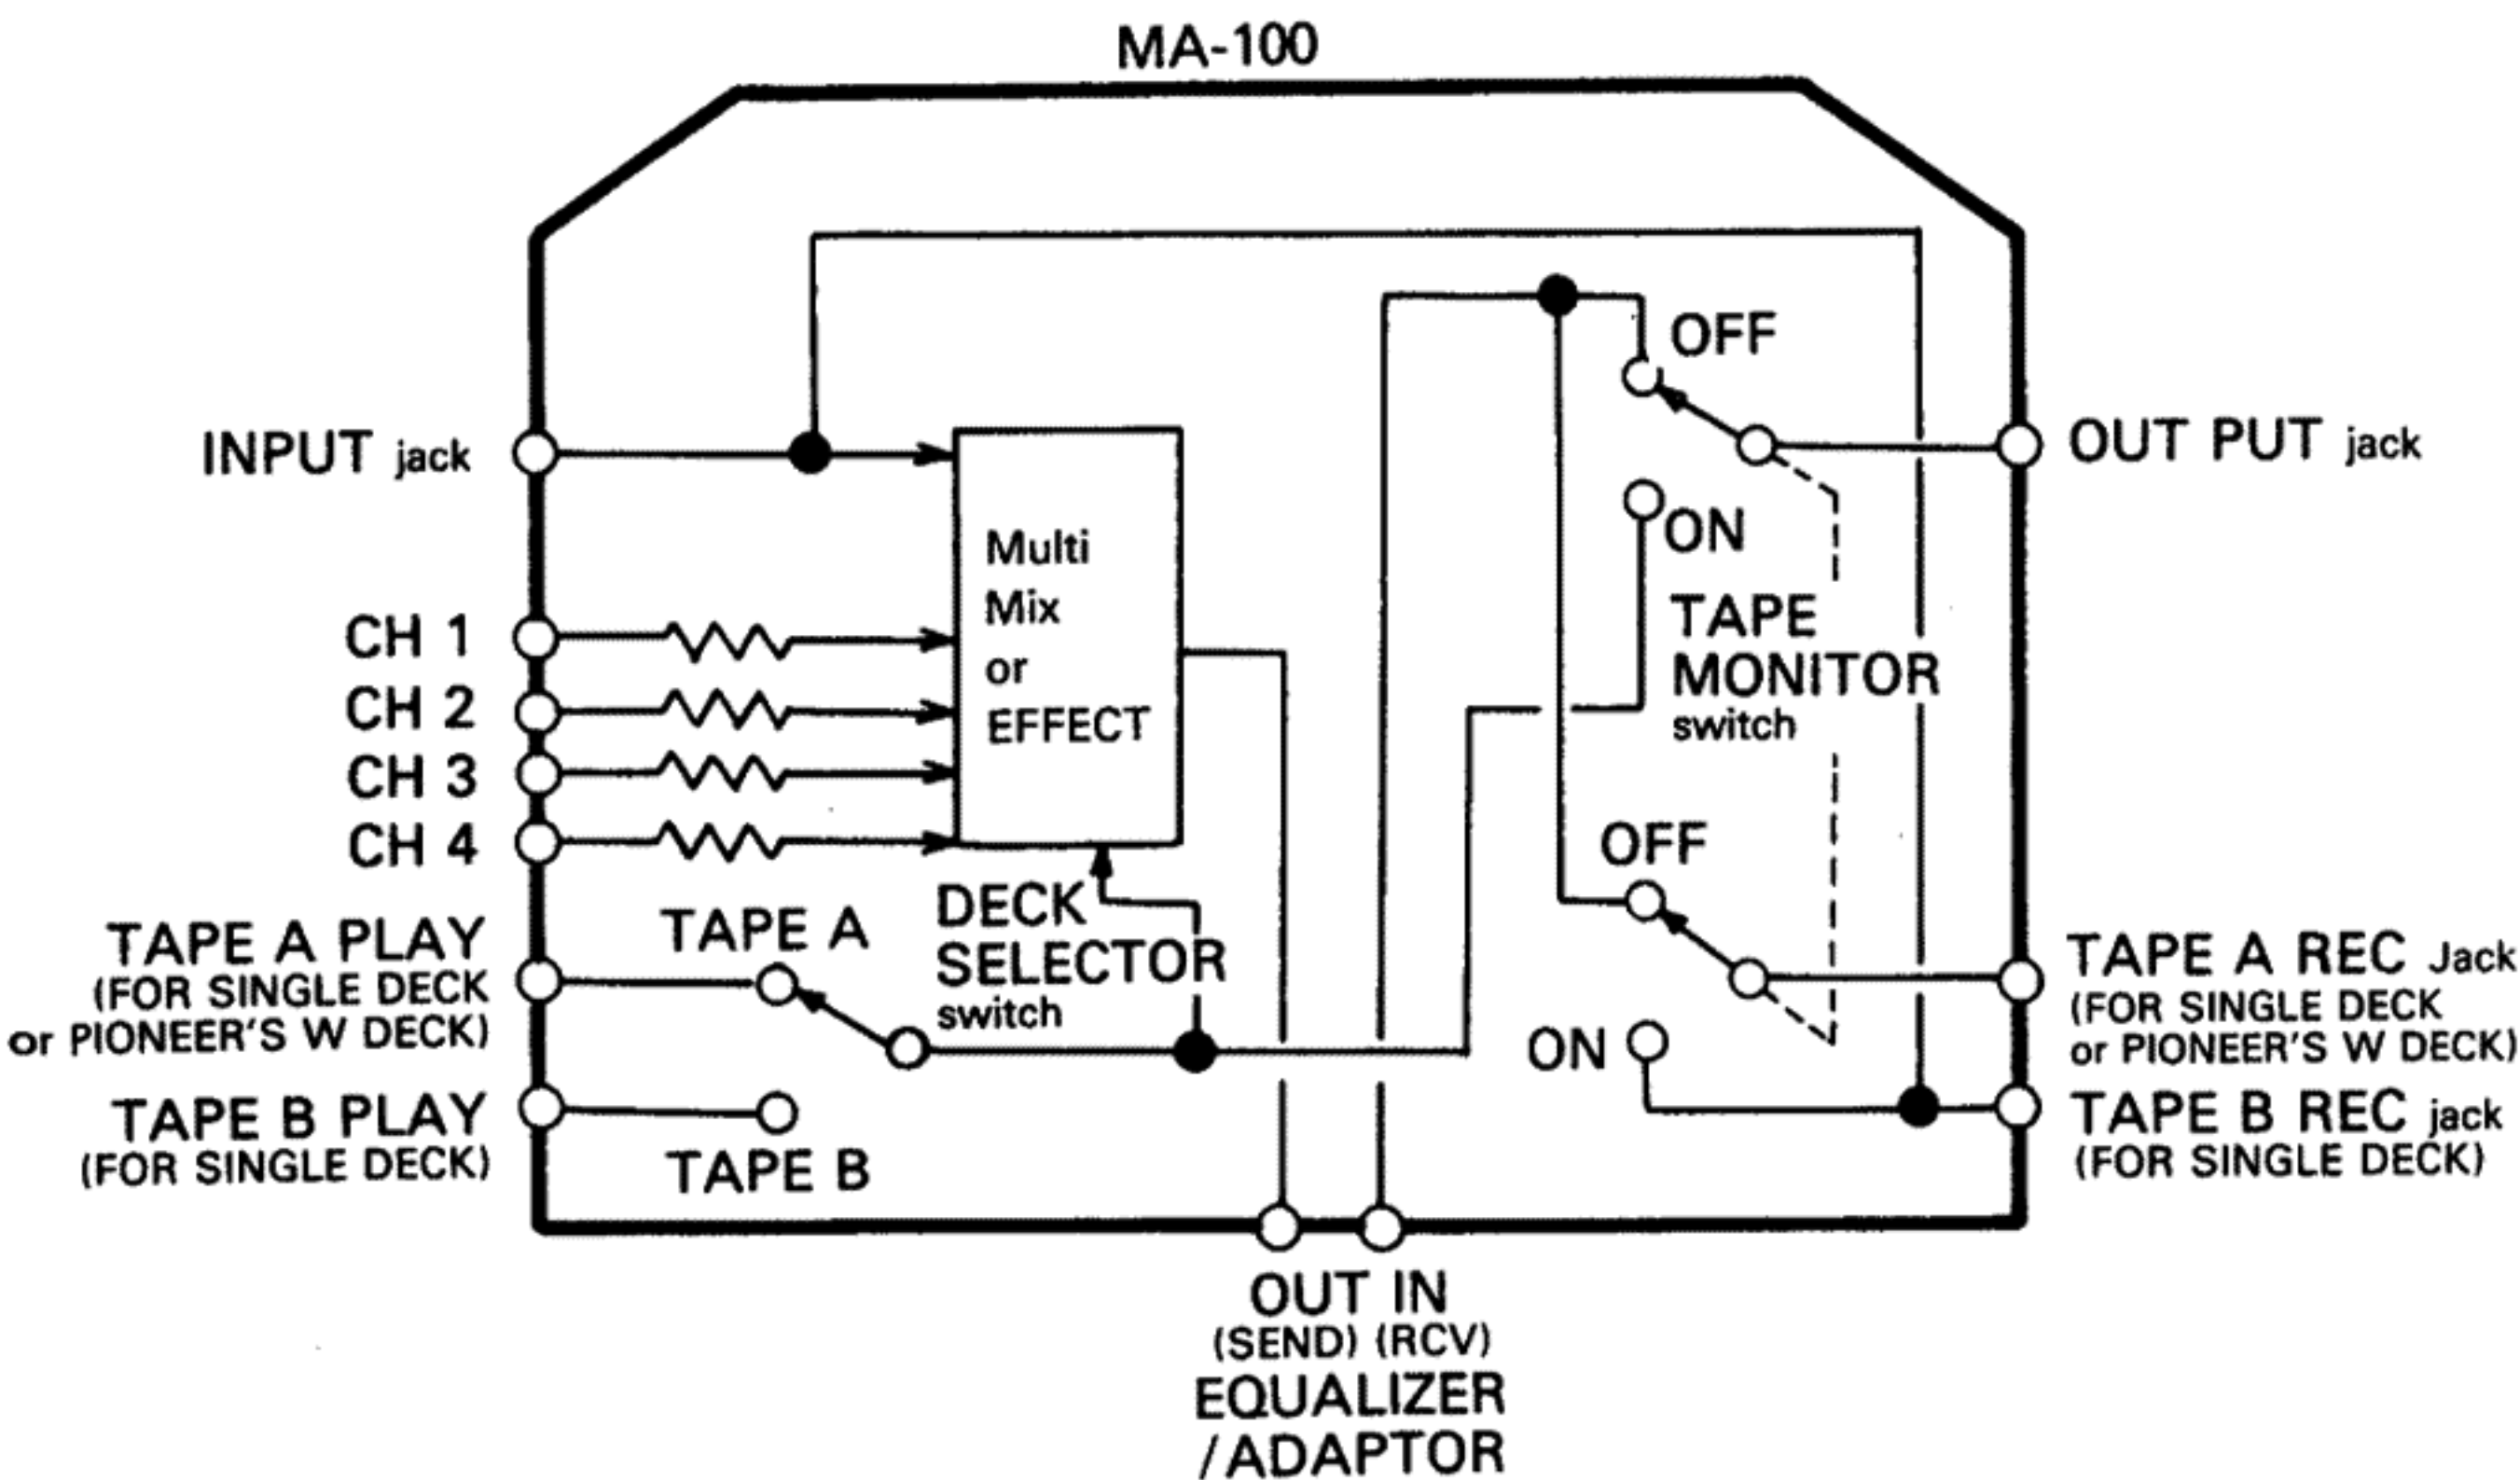 MA-100
INPUT jack
CH 1
CH 2
CH 3
CH 4
TAPE A PLAY
(FOR SINGLE DECK
or PIONEER'S W DECK)
TAPE B PLAY
(FOR SINGLE DECK)
TAPE A
TAPE B
Multi
Mix
or
EFFECT
DECK
SELECTOR
switch
OFF
ON
TAPE
MONITOR
switch
OFF
ON
OUT PUT jack
TAPE A REC Jack
(FOR SINGLE DECK
or PIONEER'S W DECK)
TAPE B REC jack
(FOR SINGLE DECK)
OUT IN
(SEND) (RCV)
EQUALIZER
/ADAPTOR